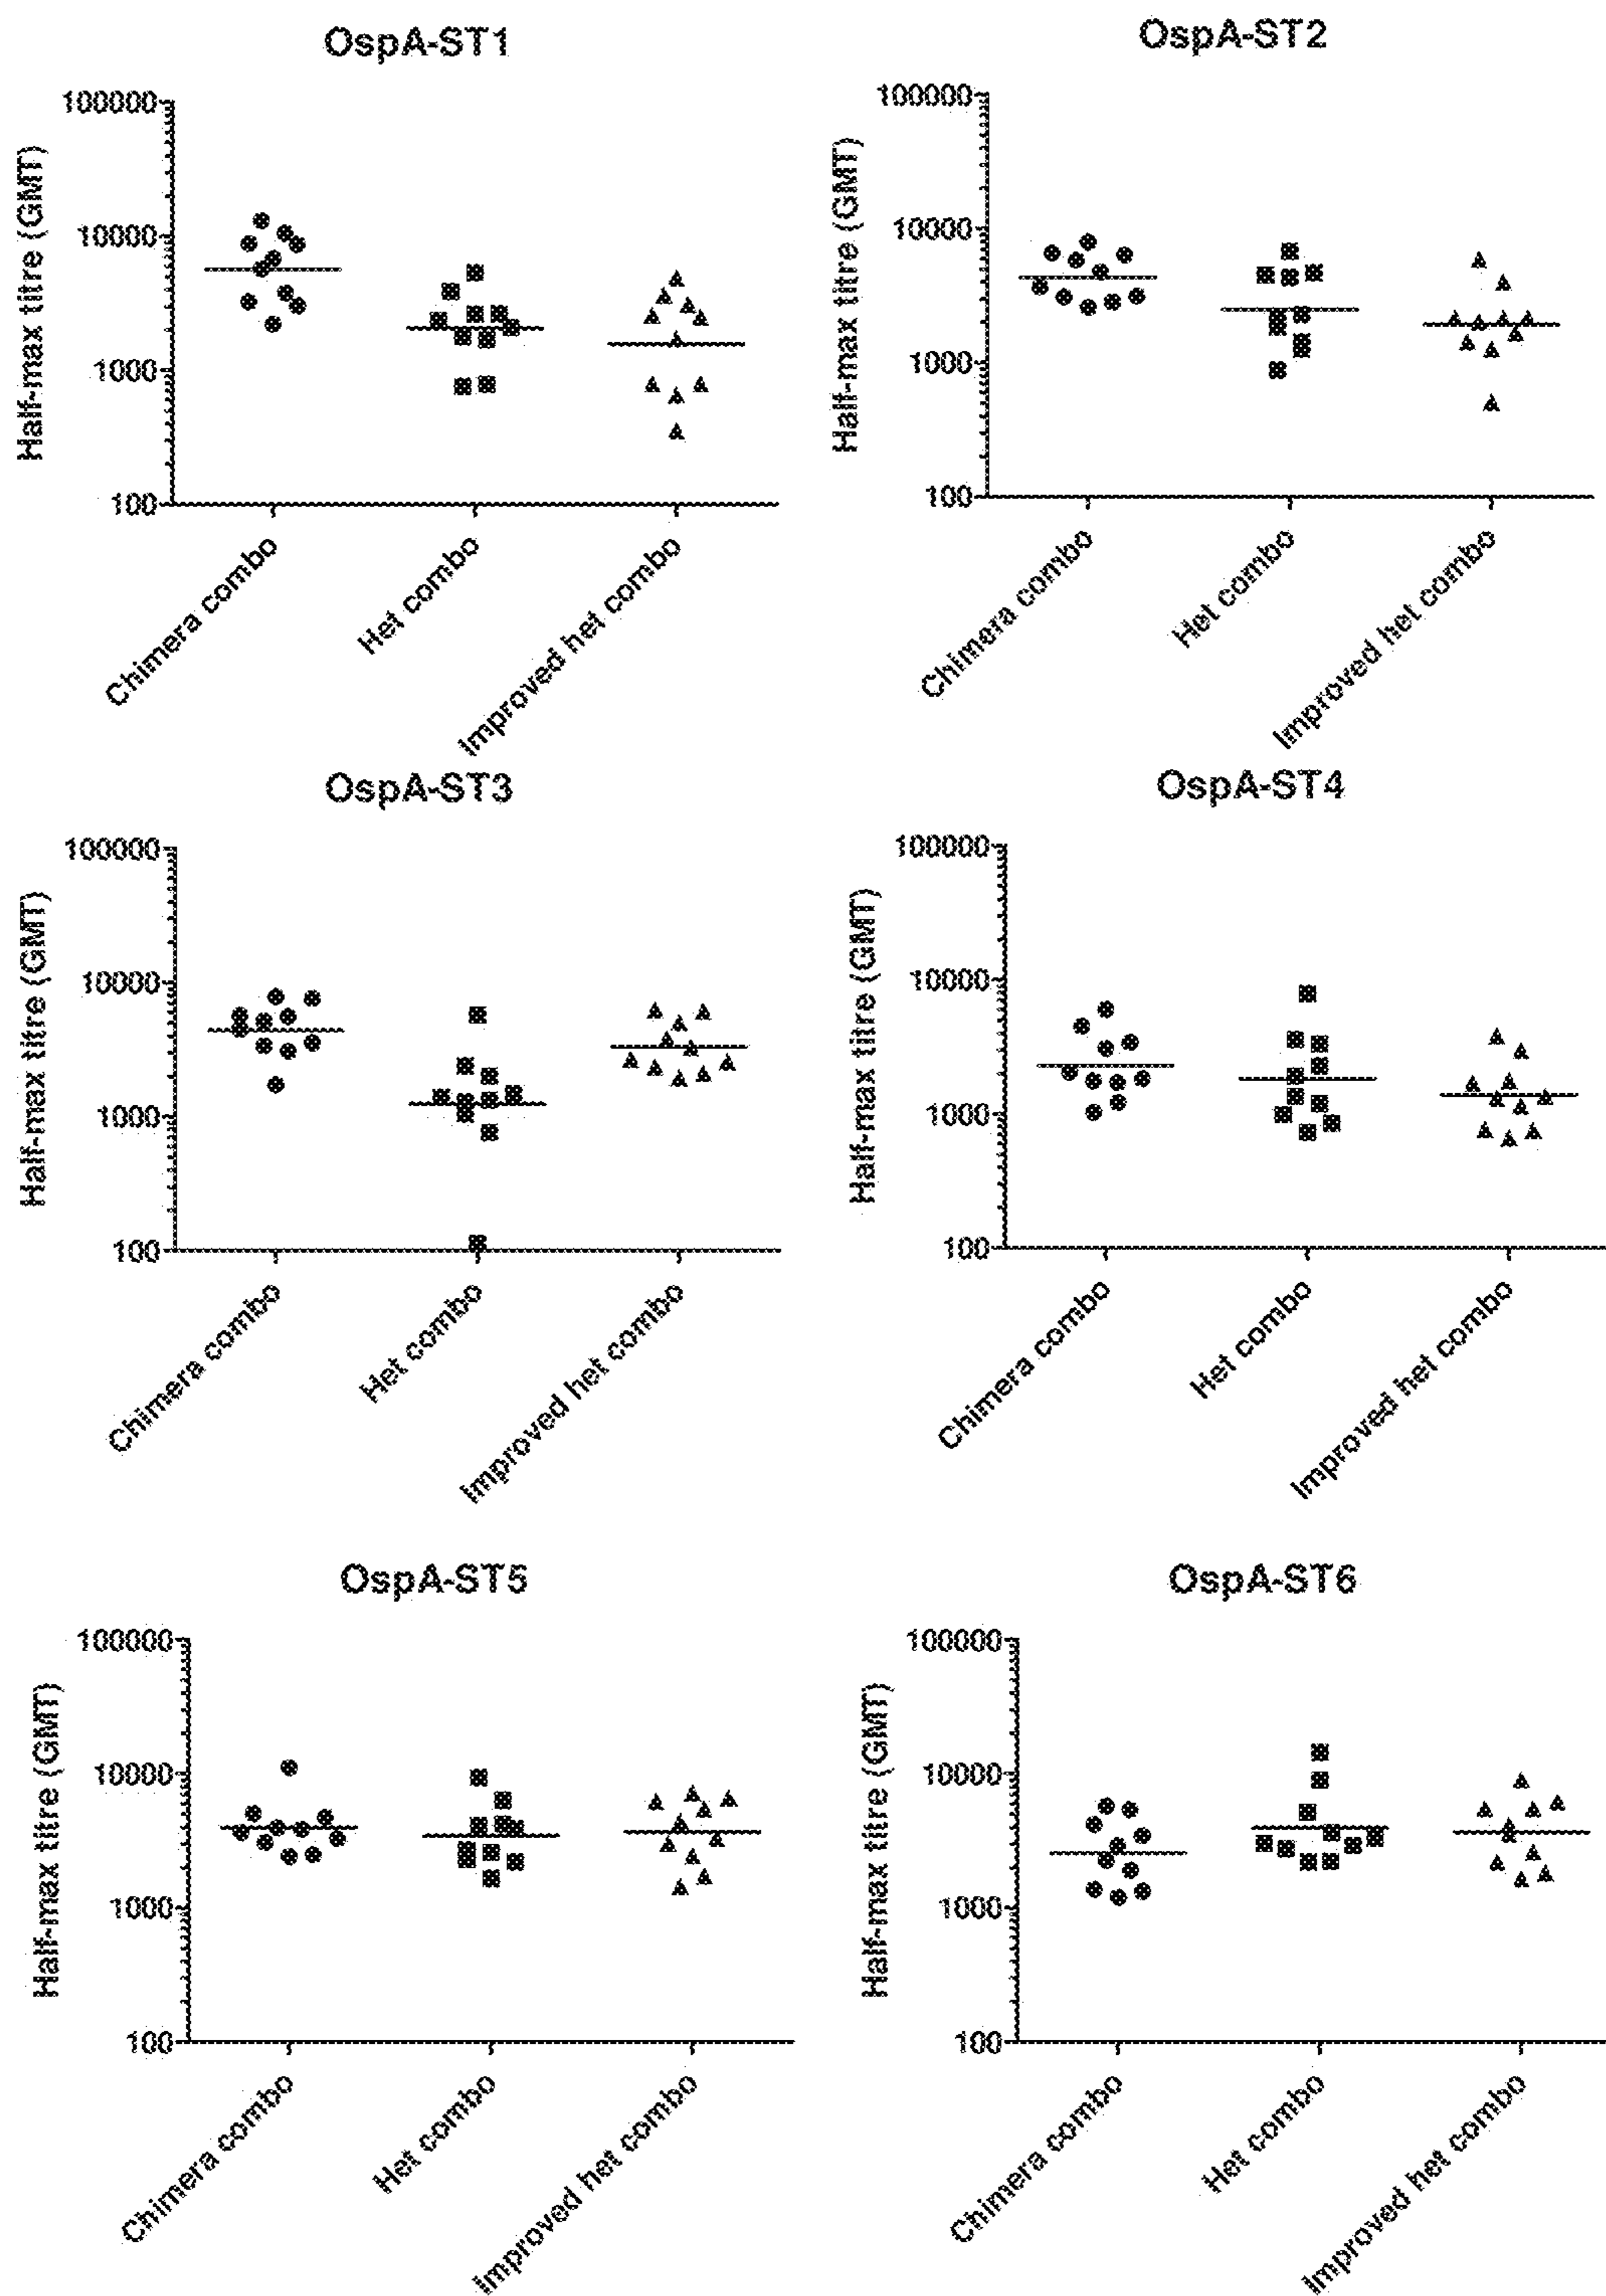 OspA-ST1
Half-max titre (GMT)
100000
10000
1000
100
Chimera combo
Het combo
Improved het combo
OspA-ST2
Half-max titre (GMT)
100000
10000
1000
100
Chimera combo
Het combo
Improved het combo
OspA-ST3
Half-max titre (GMT)
100000
10000
1000
100
Chimera combo
Het combo
Improved het combo
OspA-ST4
Half-max titre (GMT)
100000
10000
1000
100
Chimera combo
Het combo
Improved het combo
OspA-ST5
Half-max titre (GMT)
100000
10000
1000
100
Chimera combo
Het combo
Improved het combo
OspA-ST6
Half-max titre (GMT)
100000
10000
1000
100
Chimera combo
Het combo
Improved het combo